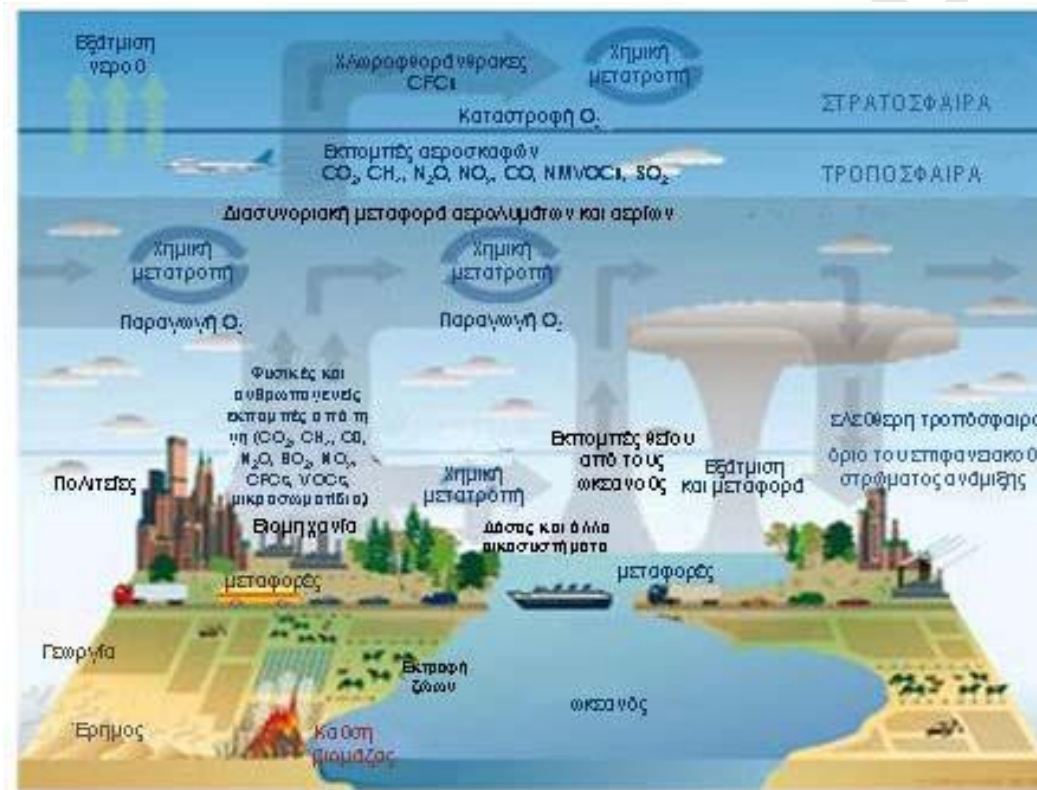 Εξάτμιση
νερού
Χλωροφθοράνθρακες
CFCs
Χημική
μετατροπή
Καταστροφή O₃
ΣΤΡΑΤΟΣΦΑΙΡΑ
Εκπομπές αεροσκαφών
CO₂, CH₄, N₂O, NOₓ, CO, NMVOCs, SO₂
ΤΡΟΠΟΣΦΑΙΡΑ
Διασυνοριακή μεταφορά αερολυμάτων και αερίων
Χημική
μετατροπή
Παραγωγή O₃
Χημική
μετατροπή
Παραγωγή O₃
Φυσικές και
ανθρωπογενείς
εκπομπές από τη
γη (CO₂, CH₄, CO,
N₂O, SO₂, NOₓ,
CFCs, VOCs,
μικροσωματίδια)
Πολιτείες
Βιομηχανία
Χημική
μετατροπή
Εκπομπές θείου
από τους
ωκεανούς
Εξάτμιση
και μεταφορά
ελεύθερη τροπόσφαιρα
όριο του επιφανειακού
στρώματος ανάμιξης
Δάσος και άλλα
οικοσυστήματα
μεταφορές
μεταφορές
Γεωργία
Εκτροφή
ζώων
ωκεανός
Έρημος
Καύση
βιομάζας